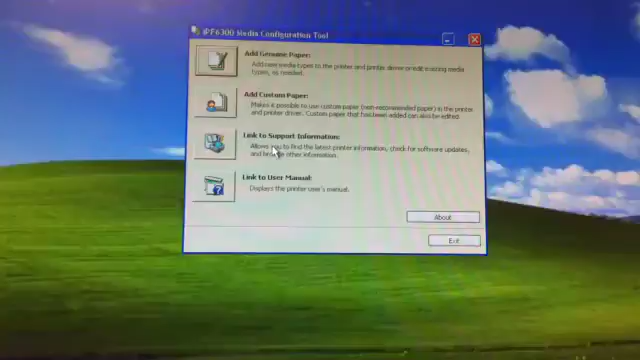 iPF6300 Media Configuration Tool
Add Genuine Paper:
Add new media types to the printer and printer driver or edit existing media
types, as needed.
Add Custom Paper:
Makes it possible to use custom paper (non-recommended paper) in the printer
and printer driver. Custom paper that has been added can also be edited.
Link to Support Information:
Allows you to find the latest printer information, check for software updates,
and browse other information.
Link to User Manual:
Displays the printer user's manual.
About
Exit